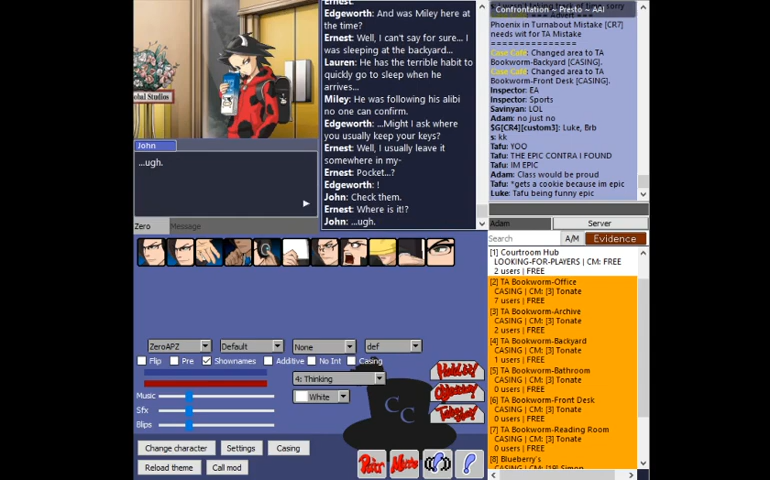 Ernest:
Edgeworth: And was Miley here at
the time?
Ernest: Well, I can't say for sure... I
was sleeping at the backyard...
Lauren: He has the terrible habit to
quickly go to sleep when he
arrives...
Miley: He was following his alibi
no one can confirm.
Edgeworth: ...Might I ask where
you usually keep your keys?
Ernest: Well, I usually leave it
somewhere in my-
Ernest: Pocket...?
Edgeworth: !
John: Check them.
Ernest: Where is it!?
John: ...ugh.
Studios
John
...ugh.
Zero
Message
Confrontation ~ Presto ~ AAI
Phoenix in Turnabout Mistake [CR7]
needs wit for TA Mistake
===============
Case Café: Changed area to TA
Bookworm-Backyard [CASING].
Case Café: Changed area to TA
Bookworm-Front Desk [CASING].
Inspector: EA
Inspector: Sports
Savinyan: LOL
Adam: no just no
$G[CR4][custom3]: Luke, Brb
s: kk
Tafu: YOO
Tafu: THE EPIC CONTRA I FOUND
Tafu: IM EPIC
Adam: Class would be proud
Tafu: *gets a cookie because im epic
Luke: Tafu being funny epic
Adam
Server
Search
A/M
Evidence
[1] Courtroom Hub
LOOKING-FOR-PLAYERS | CM: FREE
2 users | FREE
[2] TA Bookworm-Office
CASING | CM: [3] Tonate
7 users | FREE
[3] TA Bookworm-Archive
CASING | CM: [3] Tonate
2 users | FREE
[4] TA Bookworm-Backyard
CASING | CM: [3] Tonate
1 users | FREE
[5] TA Bookworm-Bathroom
CASING | CM: [3] Tonate
0 users | FREE
[6] TA Bookworm-Front Desk
CASING | CM: [3] Tonate
0 users | FREE
[7] TA Bookworm-Reading Room
CASING | CM: [3] Tonate
0 users | FREE
[8] Blueberry's
ZeroAPZ
Default
None
def
Flip
Pre
Shownames
Additive
No Int
Casing
4: Thinking
White
Music
Sfx
Blips
Hold it!
Objection!
Take that!
C C
Change character
Settings
Casing
Reload theme
Call mod
Pair
Mute